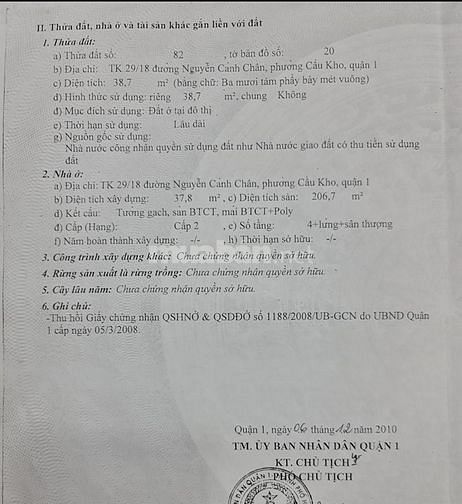 II. Thửa đất, nhà ở và tài sản khác gắn liền với đất
1. Thửa đất:
a) Thửa đất số: 82 , tờ bản đồ số: 20
b) Địa chỉ: TK 29/18 đường Nguyễn Cảnh Chân, phường Cầu Kho, quận 1
c) Diện tích: 38,7 m² (bằng chữ: Ba mươi tám phẩy bảy mét vuông)
d) Hình thức sử dụng: riêng 38,7 m², chung Không
đ) Mục đích sử dụng: Đất ở tại đô thị
e) Thời hạn sử dụng: Lâu dài
g) Nguồn gốc sử dụng:
Nhà nước công nhận quyền sử dụng đất như Nhà nước giao đất có thu tiền sử dụng
đất
2. Nhà ở:
a) Địa chỉ: TK 29/18 đường Nguyễn Cảnh Chân, phường Cầu Kho, quận 1
b) Diện tích xây dựng: 37,8 m² , c) Diện tích sàn: 206,7 m²
d) Kết cấu: Tường gạch, sàn BTCT, mái BTCT+Poly
đ) Cấp (Hạng): Cấp 2 , e) Số tầng: 4+lửng+sân thượng
f) Năm hoàn thành xây dựng: -/- , h) Thời hạn sở hữu: -/-
3. Công trình xây dựng khác: Chưa chứng nhận quyền sở hữu.
4. Rừng sản xuất là rừng trồng: Chưa chứng nhận quyền sở hữu.
5. Cây lâu năm: Chưa chứng nhận quyền sở hữu.
6. Ghi chú:
-Thu hồi Giấy chứng nhận QSHNỞ & QSDĐỞ số 1188/2008/UB-GCN do UBND Quận
1 cấp ngày 05/3/2008.
Quận 1, ngày 06 tháng 12 năm 2010
TM. ỦY BAN NHÂN DÂN QUẬN 1
KT. CHỦ TỊCH
PHÓ CHỦ TỊCH